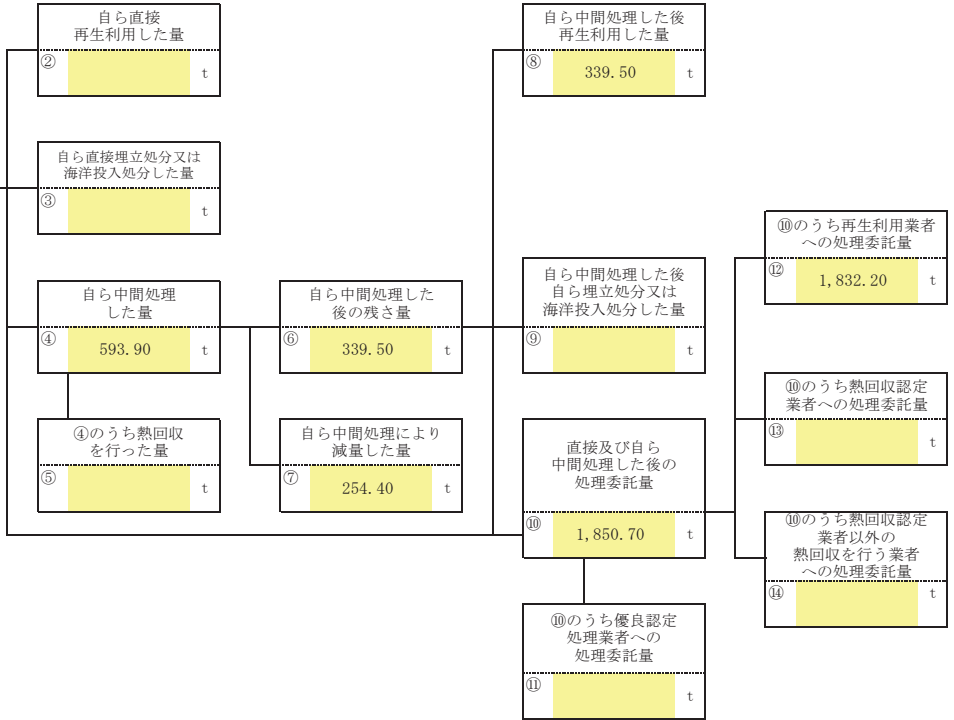 自ら直接
再生利用した量
②
t
自ら直接埋立処分又は
海洋投入処分した量
③
t
自ら中間処理
した量
④
593.90
t
④のうち熱回収
を行った量
⑤
t
自ら中間処理した
後の残さ量
⑥
339.50
t
自ら中間処理により
減量した量
⑦
254.40
t
自ら中間処理した後
再生利用した量
⑧
339.50
t
自ら中間処理した後
自ら埋立処分又は
海洋投入処分した量
⑨
t
直接及び自ら
中間処理した後の
処理委託量
⑩
1,850.70
t
⑩のうち優良認定
処理業者への
処理委託量
⑪
t
⑩のうち再生利用業者
への処理委託量
⑫
1,832.20
t
⑩のうち熱回収認定
業者への処理委託量
⑬
t
⑩のうち熱回収認定
業者以外の
熱回収を行う業者
への処理委託量
⑭
t